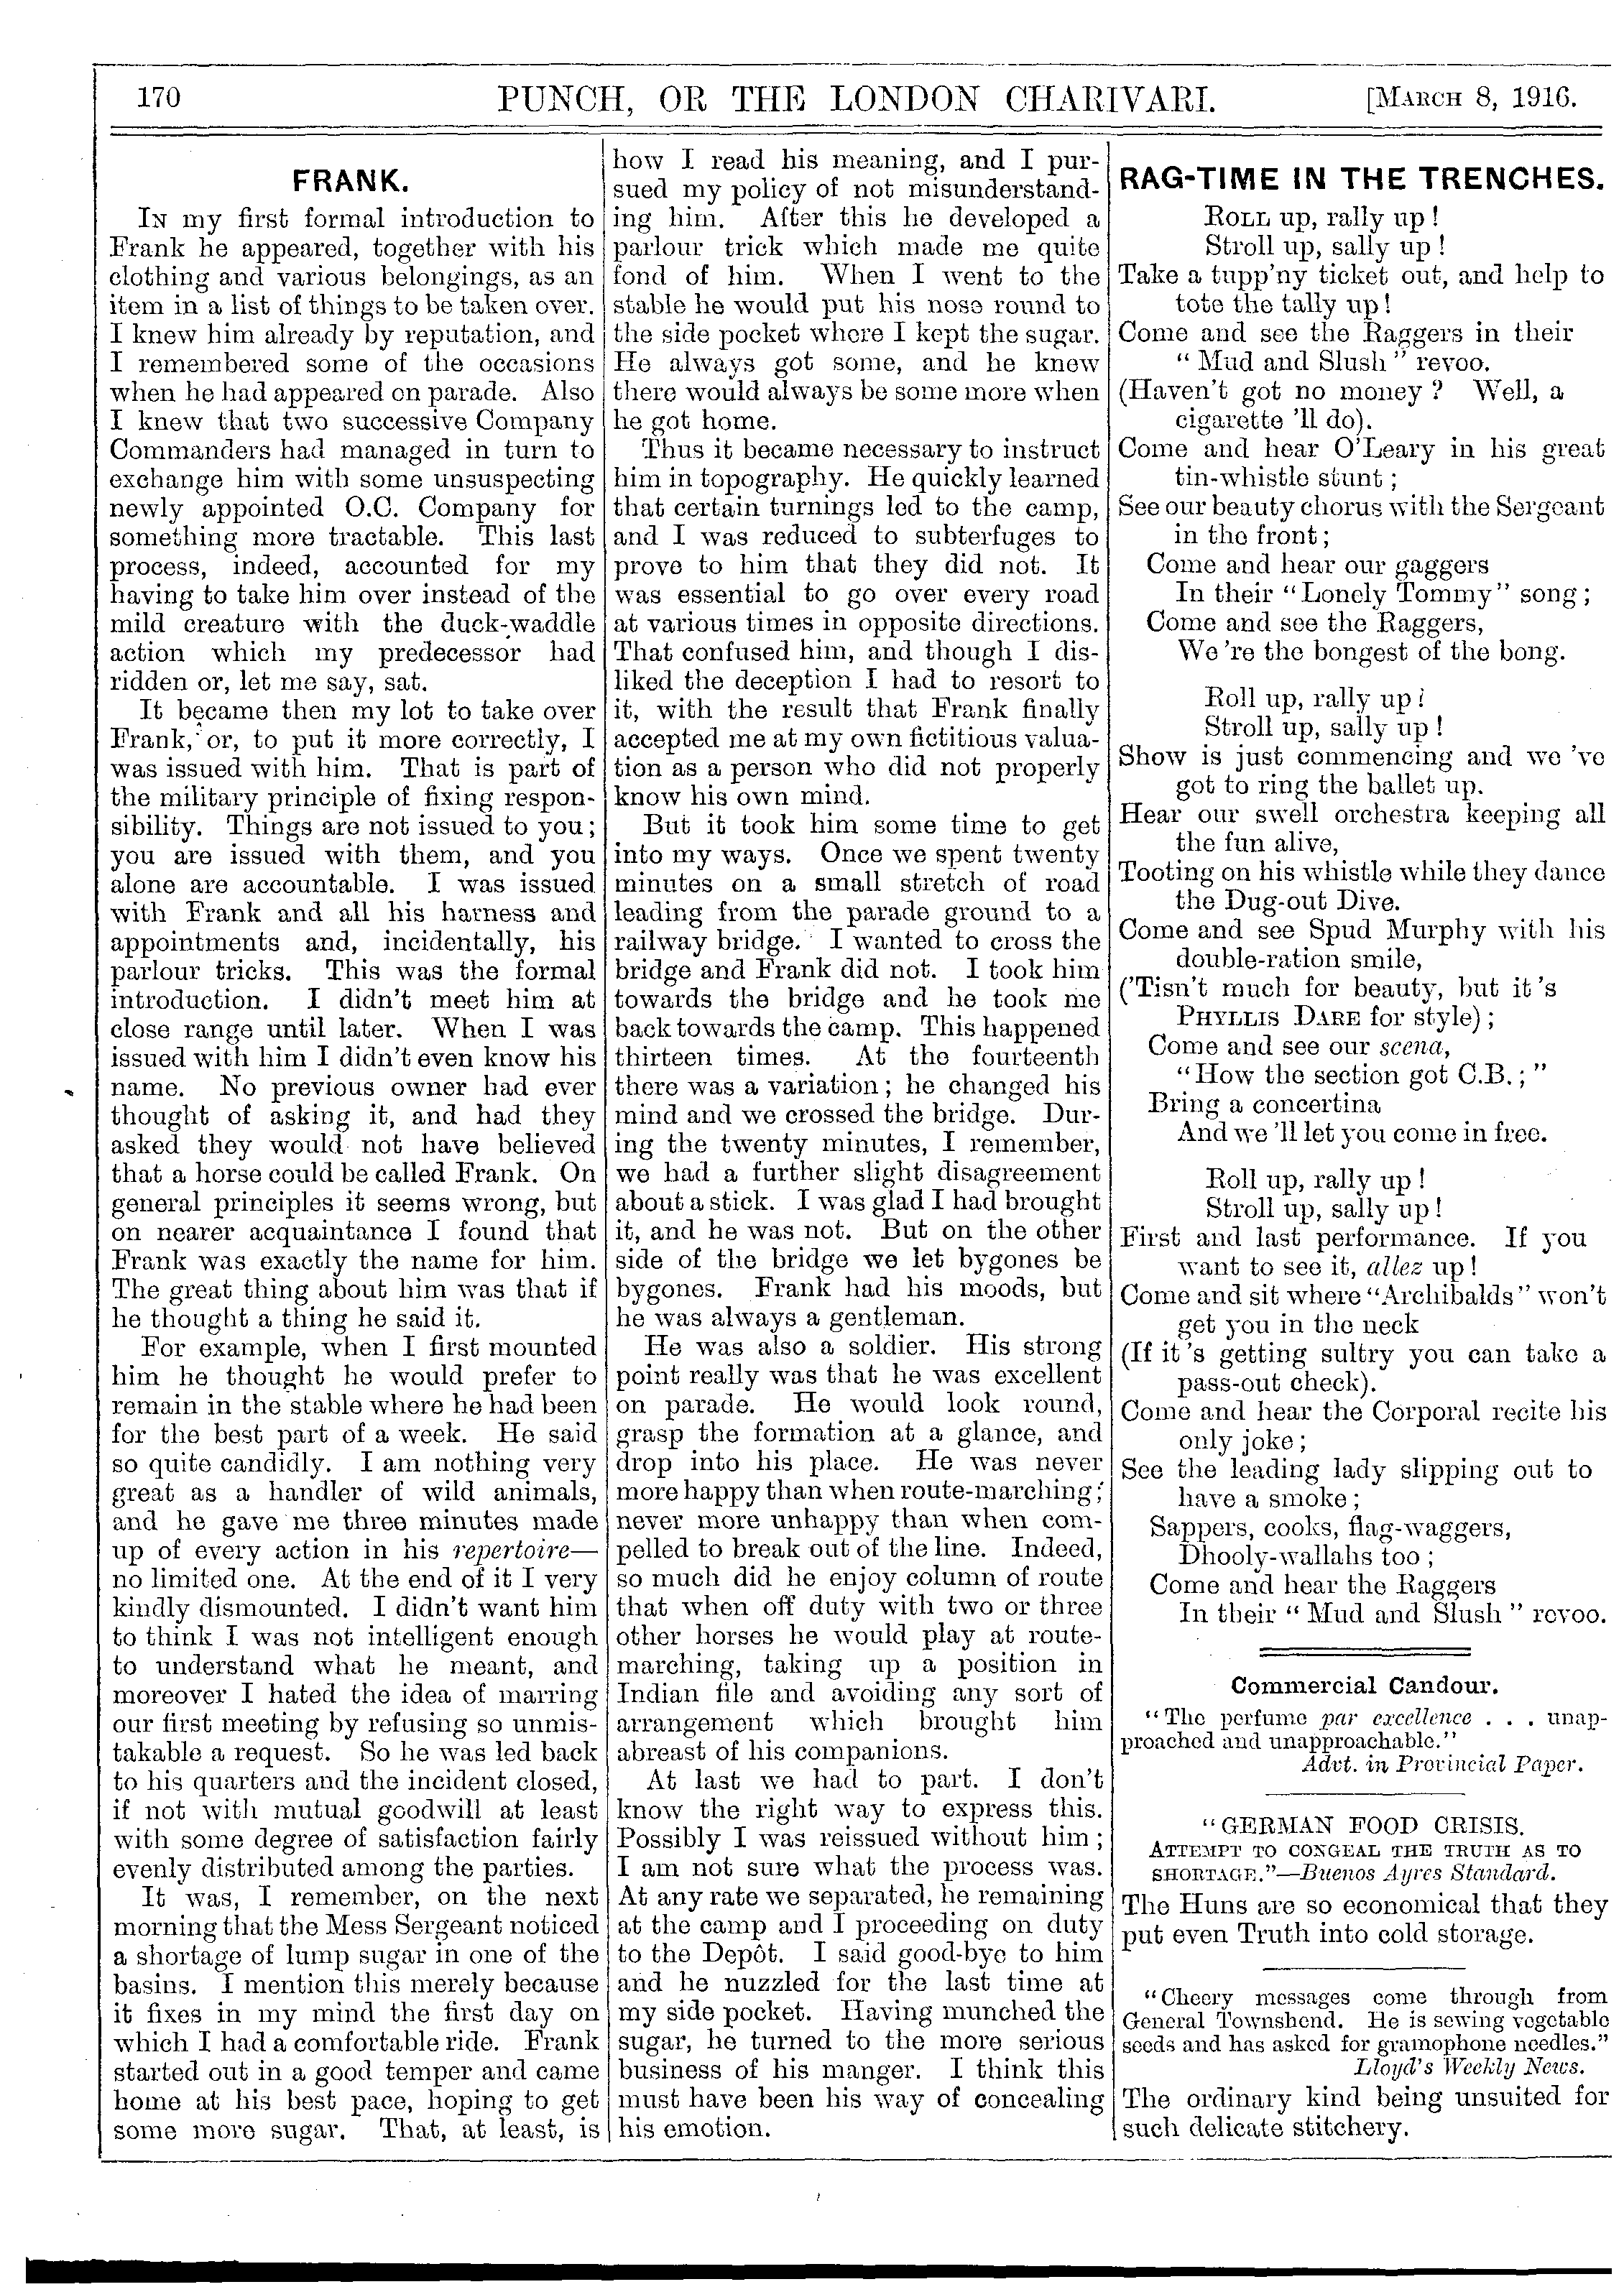 170
PUNCH, OR THE LONDON CHARIVARI.
[MARCH 8, 1916.
FRANK.
IN my first formal introduction to
Frank he appeared, together with his
clothing and various belongings, as an
item in a list of things to be taken over.
I knew him already by reputation, and
I remembered some of the occasions
when he had appeared on parade. Also
I knew that two successive Company
Commanders had managed in turn to
exchange him with some unsuspecting
newly appointed O.C. Company for
something more tractable. This last
process, indeed, accounted for my
having to take him over instead of the
mild creature with the duck-waddle
action which my predecessor had
ridden or, let me say, sat.
It became then my lot to take over
Frank, or, to put it more correctly, I
was issued with him. That is part of
the military principle of fixing respon-
sibility. Things are not issued to you;
you are issued with them, and you
alone are accountable. I was issued
with Frank and all his harness and
appointments and, incidentally, his
parlour tricks. This was the formal
introduction. I didn't meet him at
close range until later. When I was
issued with him I didn't even know his
name. No previous owner had ever
thought of asking it, and had they
asked they would not have believed
that a horse could be called Frank. On
general principles it seems wrong, but
on nearer acquaintance I found that
Frank was exactly the name for him.
The great thing about him was that if
he thought a thing he said it.
For example, when I first mounted
him he thought he would prefer to
remain in the stable where he had been
for the best part of a week. He said
so quite candidly. I am nothing very
great as a handler of wild animals,
and he gave me three minutes made
up of every action in his repertoire—
no limited one. At the end of it I very
kindly dismounted. I didn't want him
to think I was not intelligent enough
to understand what he meant, and
moreover I hated the idea of marring
our first meeting by refusing so unmis-
takable a request. So he was led back
to his quarters and the incident closed,
if not with mutual goodwill at least
with some degree of satisfaction fairly
evenly distributed among the parties.
It was, I remember, on the next
morning that the Mess Sergeant noticed
a shortage of lump sugar in one of the
basins. I mention this merely because
it fixes in my mind the first day on
which I had a comfortable ride. Frank
started out in a good temper and came
home at his best pace, hoping to get
some more sugar. That, at least, is
how I read his meaning, and I pur-
sued my policy of not misunderstand-
ing him. After this he developed a
parlour trick which made me quite
fond of him. When I went to the
stable he would put his nose round to
the side pocket where I kept the sugar.
He always got some, and he knew
there would always be some more when
he got home.
Thus it became necessary to instruct
him in topography. He quickly learned
that certain turnings led to the camp,
and I was reduced to subterfuges to
prove to him that they did not. It
was essential to go over every road
at various times in opposite directions.
That confused him, and though I dis-
liked the deception I had to resort to
it, with the result that Frank finally
accepted me at my own fictitious valua-
tion as a person who did not properly
know his own mind.
But it took him some time to get
into my ways. Once we spent twenty
minutes on a small stretch of road
leading from the parade ground to a
railway bridge. I wanted to cross the
bridge and Frank did not. I took him
towards the bridge and he took me
back towards the camp. This happened
thirteen times. At the fourteenth
there was a variation; he changed his
mind and we crossed the bridge. Dur-
ing the twenty minutes, I remember,
we had a further slight disagreement
about a stick. I was glad I had brought
it, and he was not. But on the other
side of the bridge we let bygones be
bygones. Frank had his moods, but
he was always a gentleman.
He was also a soldier. His strong
point really was that he was excellent
on parade. He would look round,
grasp the formation at a glance, and
drop into his place. He was never
more happy than when route-marching;
never more unhappy than when com-
pelled to break out of the line. Indeed,
so much did he enjoy column of route
that when off duty with two or three
other horses he would play at route-
marching, taking up a position in
Indian file and avoiding any sort of
arrangement which brought him
abreast of his companions.
At last we had to part. I don't
know the right way to express this.
Possibly I was reissued without him;
I am not sure what the process was.
At any rate we separated, he remaining
at the camp and I proceeding on duty
to the Depôt. I said good-bye to him
and he nuzzled for the last time at
my side pocket. Having munched the
sugar, he turned to the more serious
business of his manger. I think this
must have been his way of concealing
his emotion.
RAG-TIME IN THE TRENCHES.
ROLL up, rally up!
Stroll up, sally up!
Take a tupp'ny ticket out, and help to
tote the tally up!
Come and see the Raggers in their
"Mud and Slush" revoo.
(Haven't got no money? Well, a
cigarette 'll do).
Come and hear O'Leary in his great
tin-whistle stunt;
See our beauty chorus with the Sergeant
in the front;
Come and hear our gaggers
In their "Lonely Tommy" song;
Come and see the Raggers,
We 're the bongest of the bong.
Roll up, rally up!
Stroll up, sally up!
Show is just commencing and we 've
got to ring the ballet up.
Hear our swell orchestra keeping all
the fun alive,
Tooting on his whistle while they dance
the Dug-out Dive.
Come and see Spud Murphy with his
double-ration smile,
('Tisn't much for beauty, but it 's
PHYLLIS DARE for style);
Come and see our scena,
"How the section got C.B.;"
Bring a concertina
And we 'll let you come in free.
Roll up, rally up!
Stroll up, sally up!
First and last performance. If you
want to see it, allez up!
Come and sit where "Archibalds" won't
get you in the neck
(If it 's getting sultry you can take a
pass-out check).
Come and hear the Corporal recite his
only joke;
See the leading lady slipping out to
have a smoke;
Sappers, cooks, flag-waggers,
Dhooly-wallahs too;
Come and hear the Raggers
In their "Mud and Slush" revoo.
Commercial Candour.
"The perfume par excellence . . . unap-
proached and unapproachable."
Advt. in Provincial Paper.
"GERMAN FOOD CRISIS.
ATTEMPT TO CONGEAL THE TRUTH AS TO
SHORTAGE."—Buenos Ayres Standard.
The Huns are so economical that they
put even Truth into cold storage.
"Cheery messages come through from
General Townshend. He is sewing vegetable
seeds and has asked for gramophone needles."
Lloyd's Weekly News.
The ordinary kind being unsuited for
such delicate stitchery.